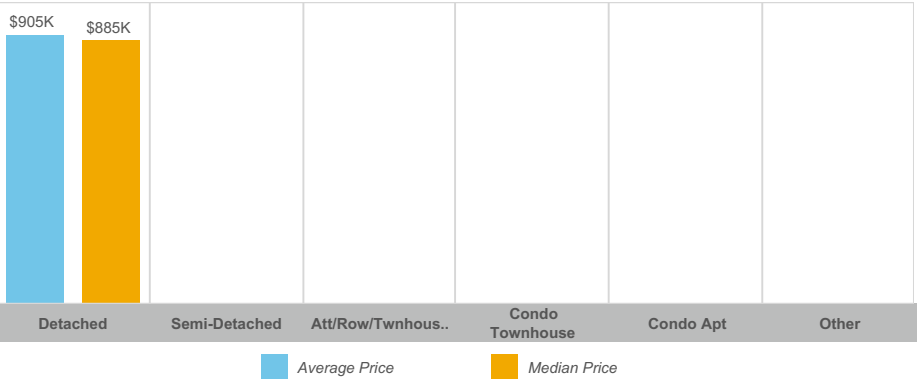 $905K
$885K
Detached
Semi-Detached
Att/Row/Twnhous..
Condo
Townhouse
Condo Apt
Other
Average Price
Median Price